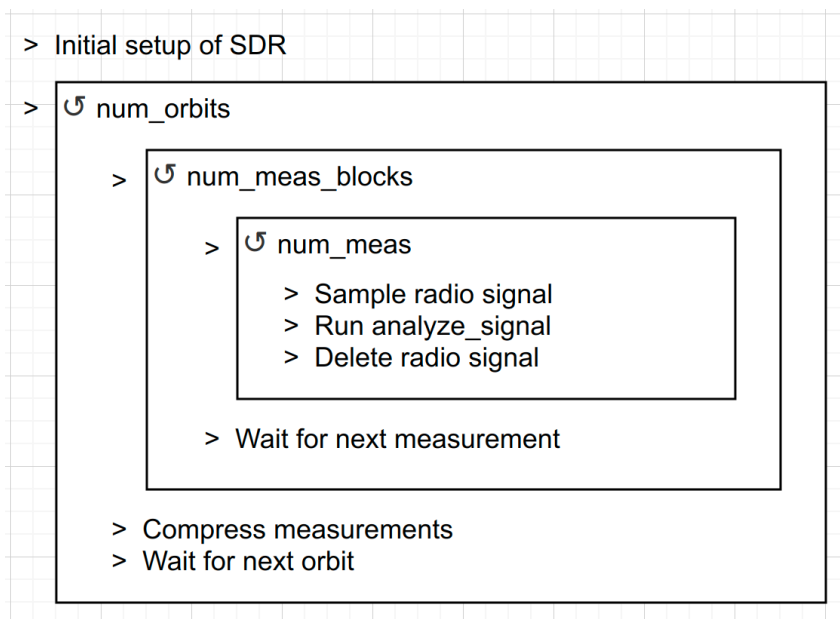 > Initial setup of SDR
> ↺ num_orbits
> ↺ num_meas_blocks
> ↺ num_meas
> Sample radio signal
> Run analyze_signal
> Delete radio signal
> Wait for next measurement
> Compress measurements
> Wait for next orbit